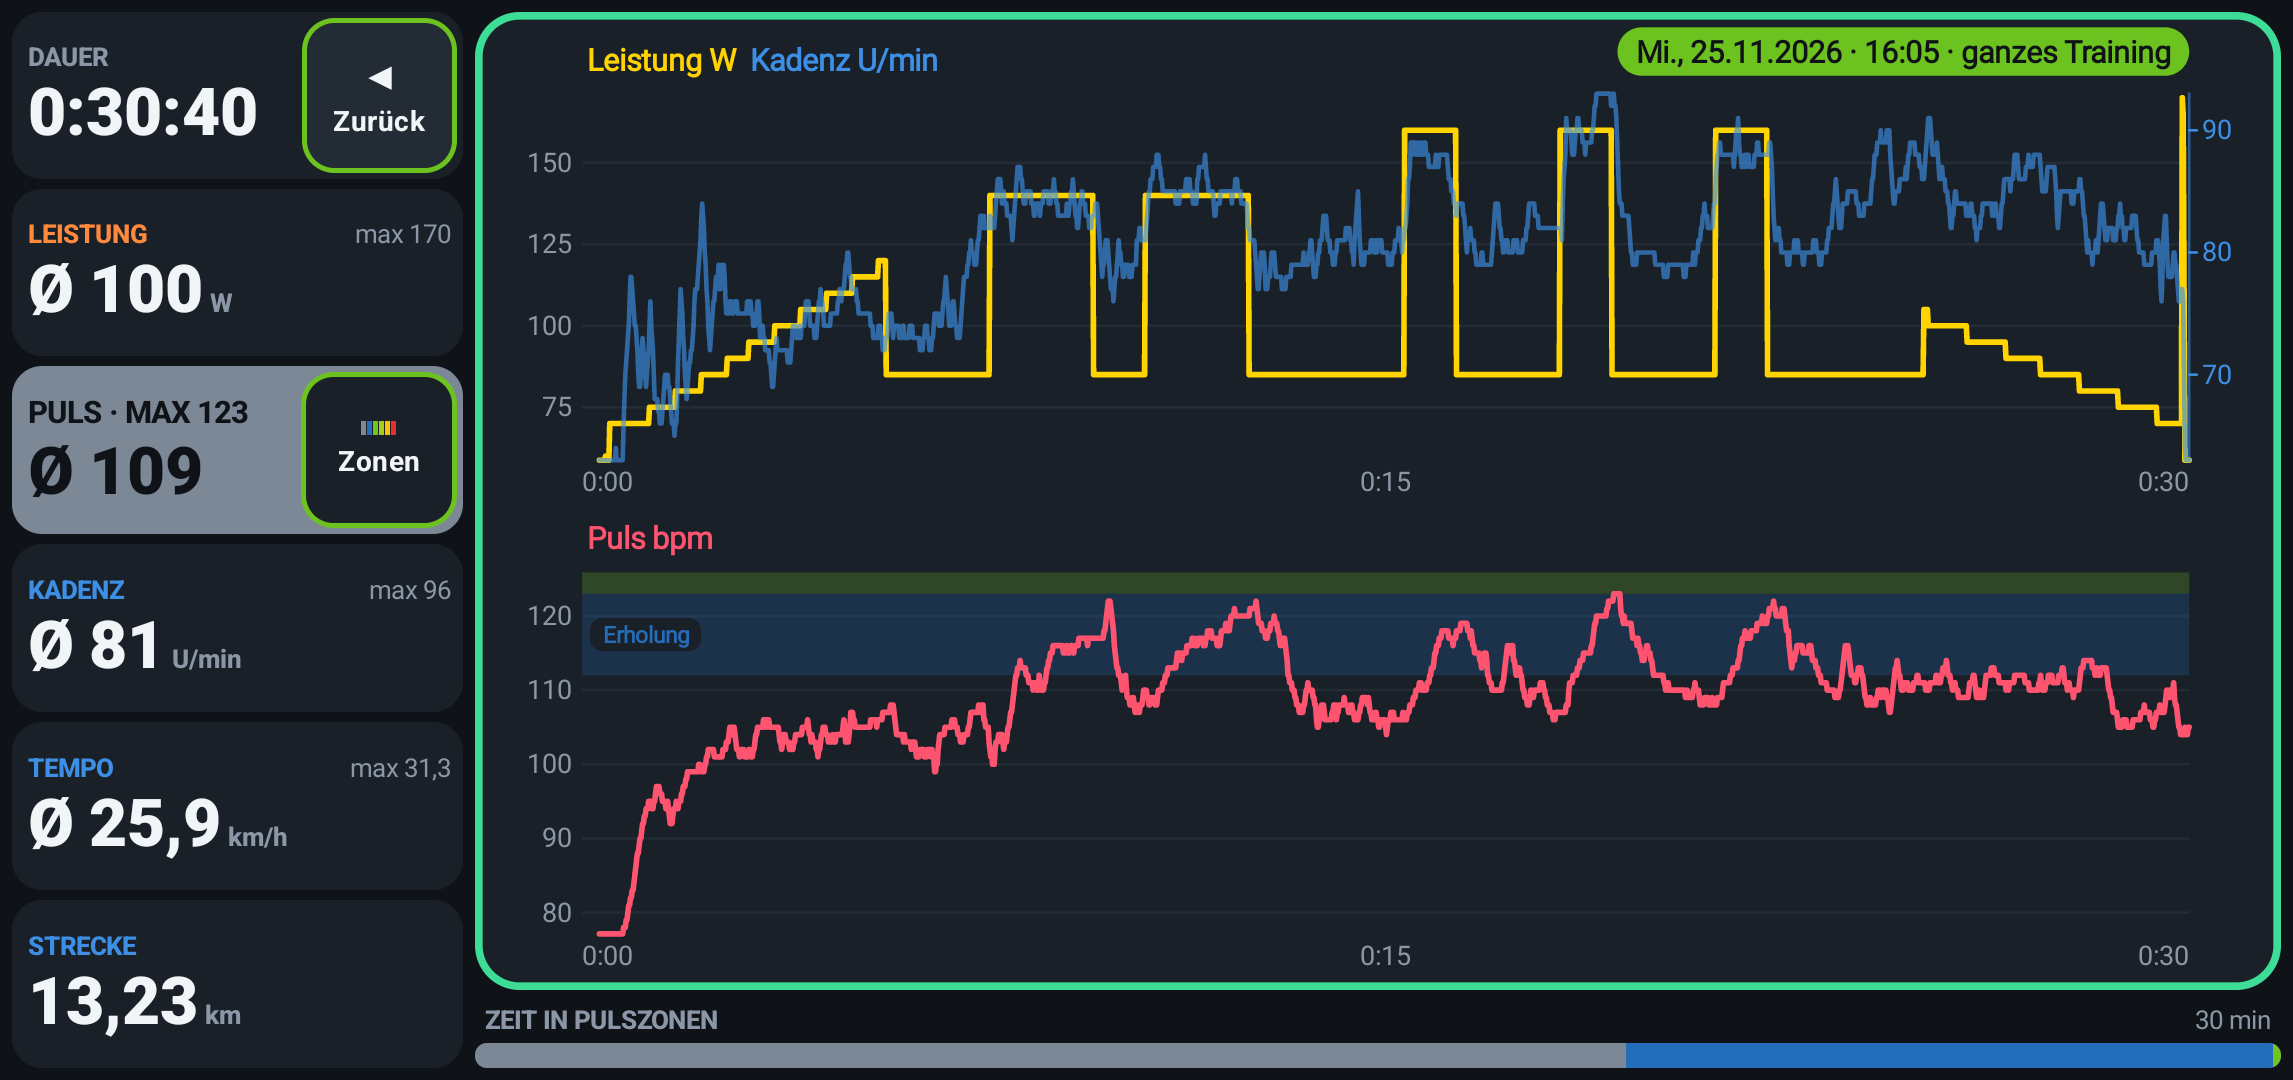 DAUER
0:30:40
◀
Zurück
LEISTUNG max 170
Ø 100 W
PULS · MAX 123
Ø 109
Zonen
KADENZ max 96
Ø 81 U/min
TEMPO max 31,3
Ø 25,9 km/h
STRECKE
13,23 km
Leistung W Kadenz U/min
Mi., 25.11.2026 · 16:05 · ganzes Training
150
125
100
75
90
80
70
0:00 0:15 0:30
Puls bpm
120
Erholung
110
100
90
80
0:00 0:15 0:30
ZEIT IN PULSZONEN 30 min